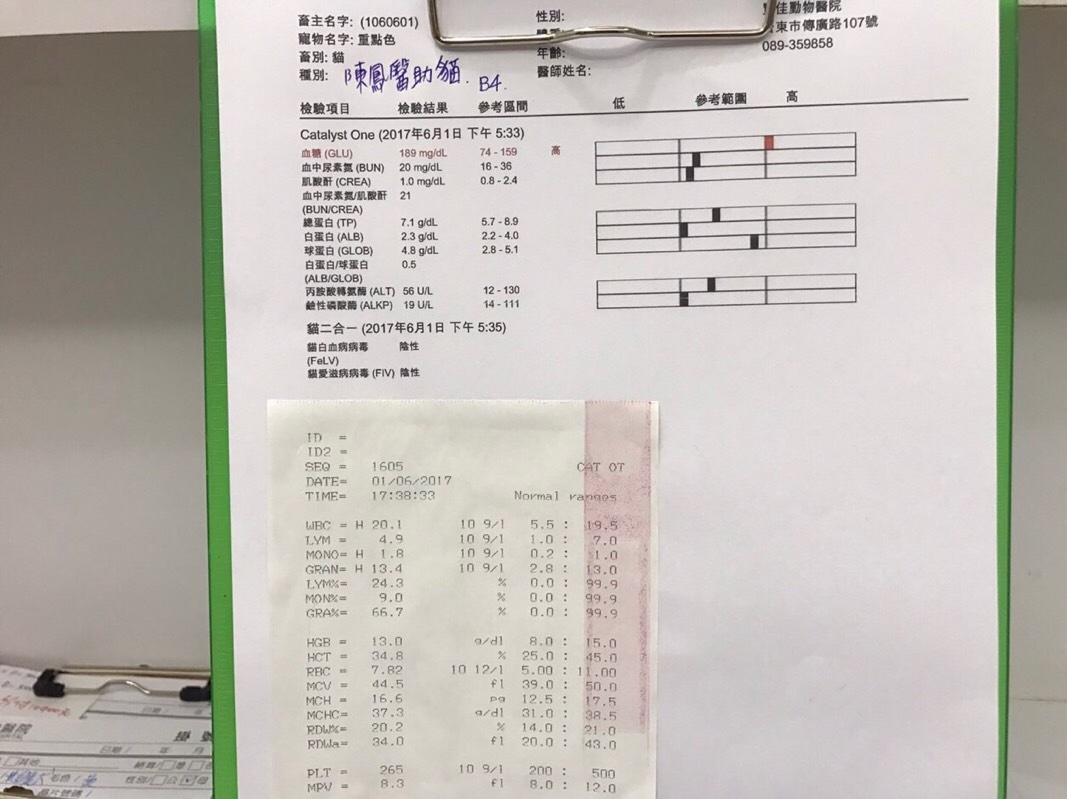 畜主名字: (1060601)
寵物名字: 重點色
畜別: 貓
種別: 陳鳳醫助貓. B4.
性別:
年齡:
醫師姓名:
佳動物醫院
東市傳廣路107號
089-359858
檢驗項目 檢驗結果 參考區間 低 參考範圍 高
Catalyst One (2017年6月1日 下午 5:33)
血糖 (GLU) 189 mg/dL 74 - 159 高
血中尿素氮 (BUN) 20 mg/dL 16 - 36
肌酸酐 (CREA) 1.0 mg/dL 0.8 - 2.4
血中尿素氮/肌酸酐 21
(BUN/CREA)
總蛋白 (TP) 7.1 g/dL 5.7 - 8.9
白蛋白 (ALB) 2.3 g/dL 2.2 - 4.0
球蛋白 (GLOB) 4.8 g/dL 2.8 - 5.1
白蛋白/球蛋白 0.5
(ALB/GLOB)
丙胺酸轉氨酶 (ALT) 56 U/L 12 - 130
鹼性磷酸酶 (ALKP) 19 U/L 14 - 111
貓二合一 (2017年6月1日 下午 5:35)
貓白血病病毒 陰性
(FeLV)
貓愛滋病病毒 (FIV) 陰性
ID =
ID2 =
SEQ = 1605 CAT OT
DATE= 01/06/2017
TIME= 17:38:33 Normal ranges
WBC = H 20.1 10 9/l 5.5 : 19.5
LYM = 4.9 10 9/l 1.0 : 7.0
MONO= H 1.8 10 9/l 0.2 : 1.0
GRAN= H 13.4 10 9/l 2.8 : 13.0
LYM%= 24.3 % 0.0 : 99.9
MON%= 9.0 % 0.0 : 99.9
GRA%= 66.7 % 0.0 : 99.9
HGB = 13.0 g/dl 8.0 : 15.0
HCT = 34.8 % 25.0 : 45.0
RBC = 7.82 10 12/l 5.00 : 11.00
MCV = 44.5 fl 39.0 : 50.0
MCH = 16.6 pg 12.5 : 17.5
MCHC= 37.3 g/dl 31.0 : 38.5
RDW%= 20.2 % 14.0 : 21.0
RDWa= 34.0 fl 20.0 : 43.0
PLT = 265 10 9/l 200 : 500
MPV = 8.3 fl 8.0 : 12.0
醫院 掛
日期/ 年 月